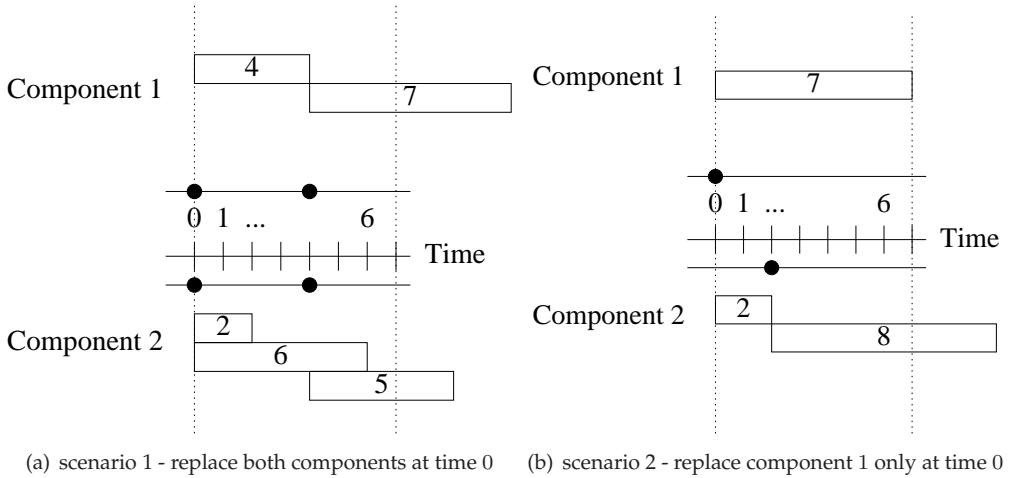 4
Component 1
7
0 1 ... 6
Time
2
Component 2
6
5
(a) scenario 1 - replace both components at time 0
Component 1
7
0 1 ... 6
Time
2
Component 2
8
(b) scenario 2 - replace component 1 only at time 0